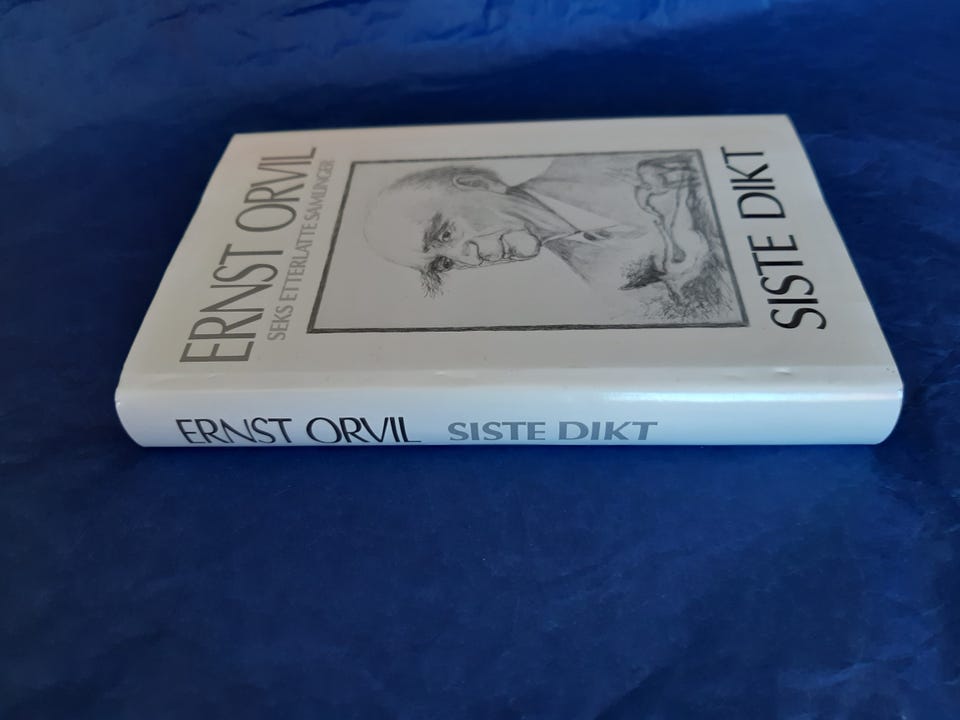 ERNST ORVIL
SEKS ETTERLATTE SAMLINGER
SISTE DIKT
ERNST ORVIL SISTE DIKT